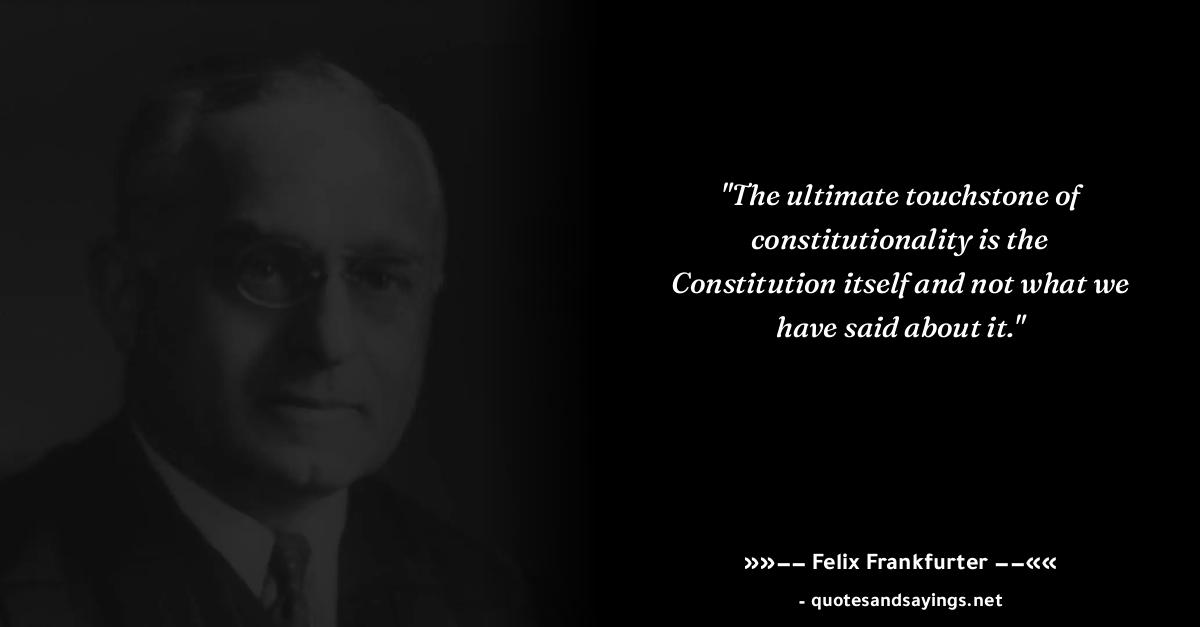 "The ultimate touchstone of
constitutionality is the
Constitution itself and not what we
have said about it."
»»-- Felix Frankfurter --««
- quotesandsayings.net